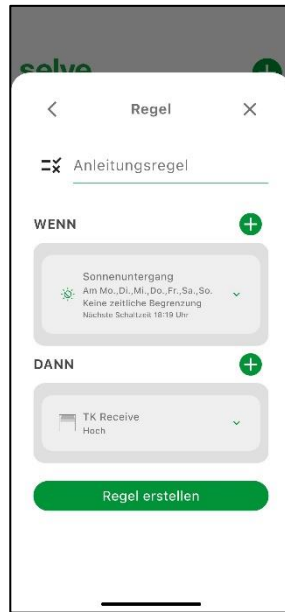 selve
Regel
Anleitungsregel
WENN
Sonnenuntergang
Am Mo.,Di.,Mi.,Do.,Fr.,Sa.,So.
Keine zeitliche Begrenzung
Nächste Schaltzeit 18:19 Uhr
DANN
TK Receive
Hoch
Regel erstellen